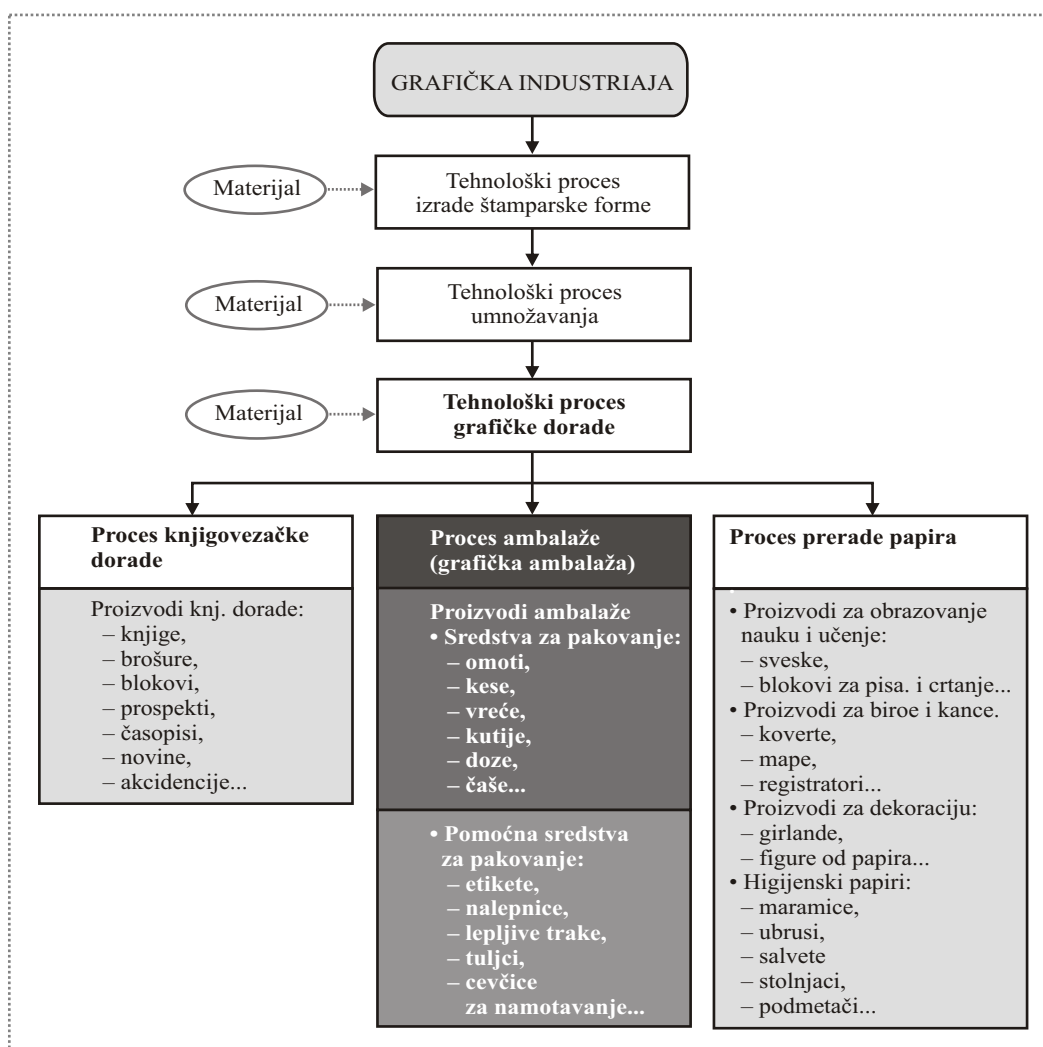 GRAFIČKA INDUSTRIAJA
Materijal
Tehnološki proces
izrade štamparske forme
Materijal
Tehnološki proces
umnožavanja
Materijal
Tehnološki proces
grafičke dorade
Proces knjigovezačke
dorade
Proizvodi knj. dorade:
– knjige,
– brošure,
– blokovi,
– prospekti,
– časopisi,
– novine,
– akcidencije...
Proces ambalaže
(grafička ambalaža)
Proizvodi ambalaže
• Sredstva za pakovanje:
– omoti,
– kese,
– vreće,
– kutije,
– doze,
– čaše...
• Pomoćna sredstva
za pakovanje:
– etikete,
– nalepnice,
– lepljive trake,
– tuljci,
– cevčice
za namotavanje...
Proces prerade papira
• Proizvodi za obrazovanje
nauku i učenje:
– sveske,
– blokovi za pisa. i crtanje...
• Proizvodi za biroe i kance.
– koverte,
– mape,
– registratori...
• Proizvodi za dekoraciju:
– girlande,
– figure od papira...
• Higijenski papiri:
– maramice,
– ubrusi,
– salvete
– stolnjaci,
– podmetači...